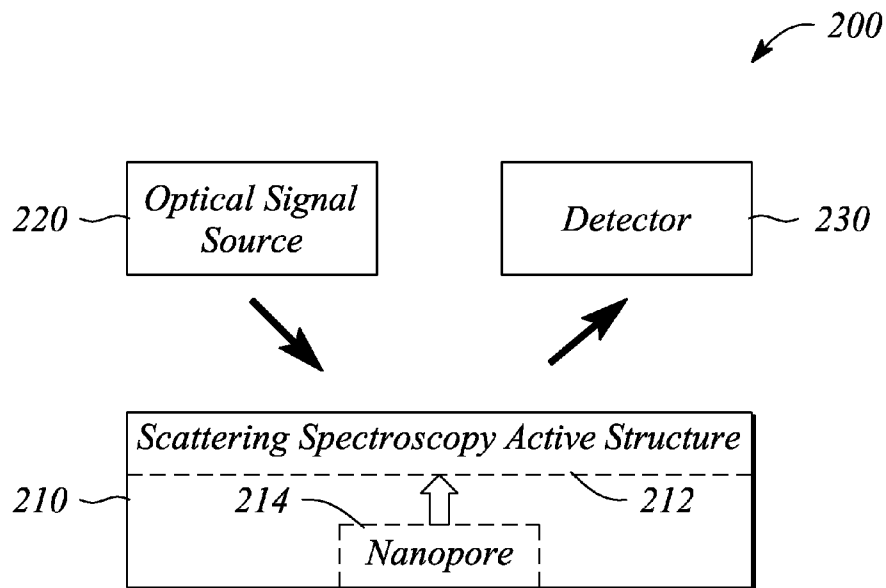 200
Optical Signal
Source
220
Detector
230
Scattering Spectroscopy Active Structure
210
214
212
Nanopore